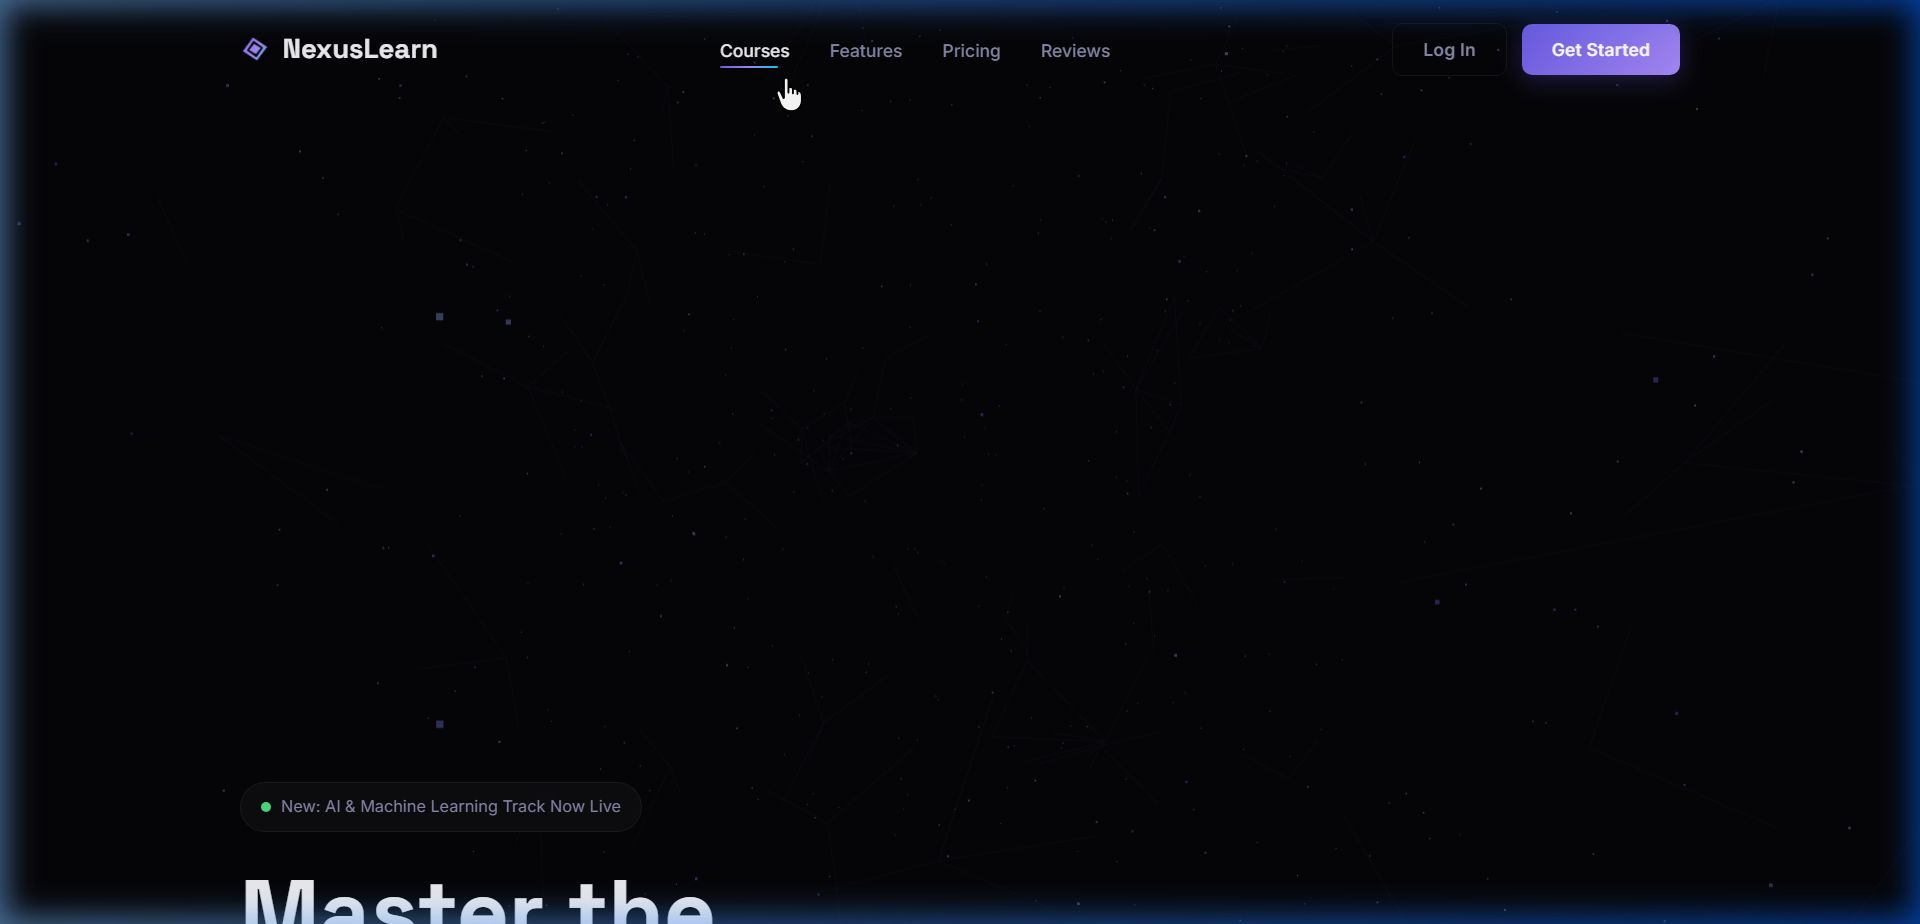 NexusLearn
Courses
Features
Pricing
Reviews
Log In
Get Started
New: AI & Machine Learning Track Now Live
Master the